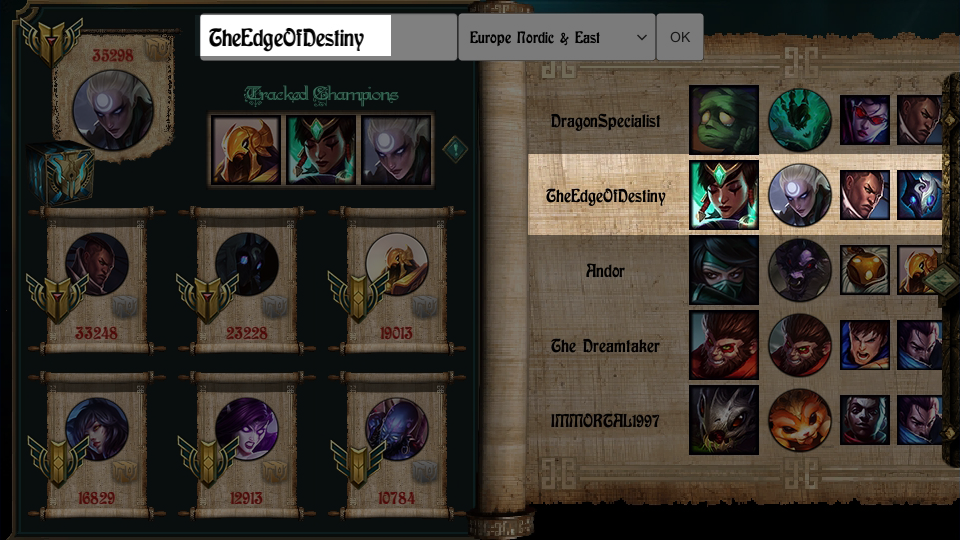 TheEdgeOfDestiny
Europe Nordic & East
OK
35298
Tracked Champions
33248
23228
19013
16829
12913
10784
DragonSpecialist
TheEdgeOfDestiny
Andor
The Dreamtaker
IMMORTAL1997